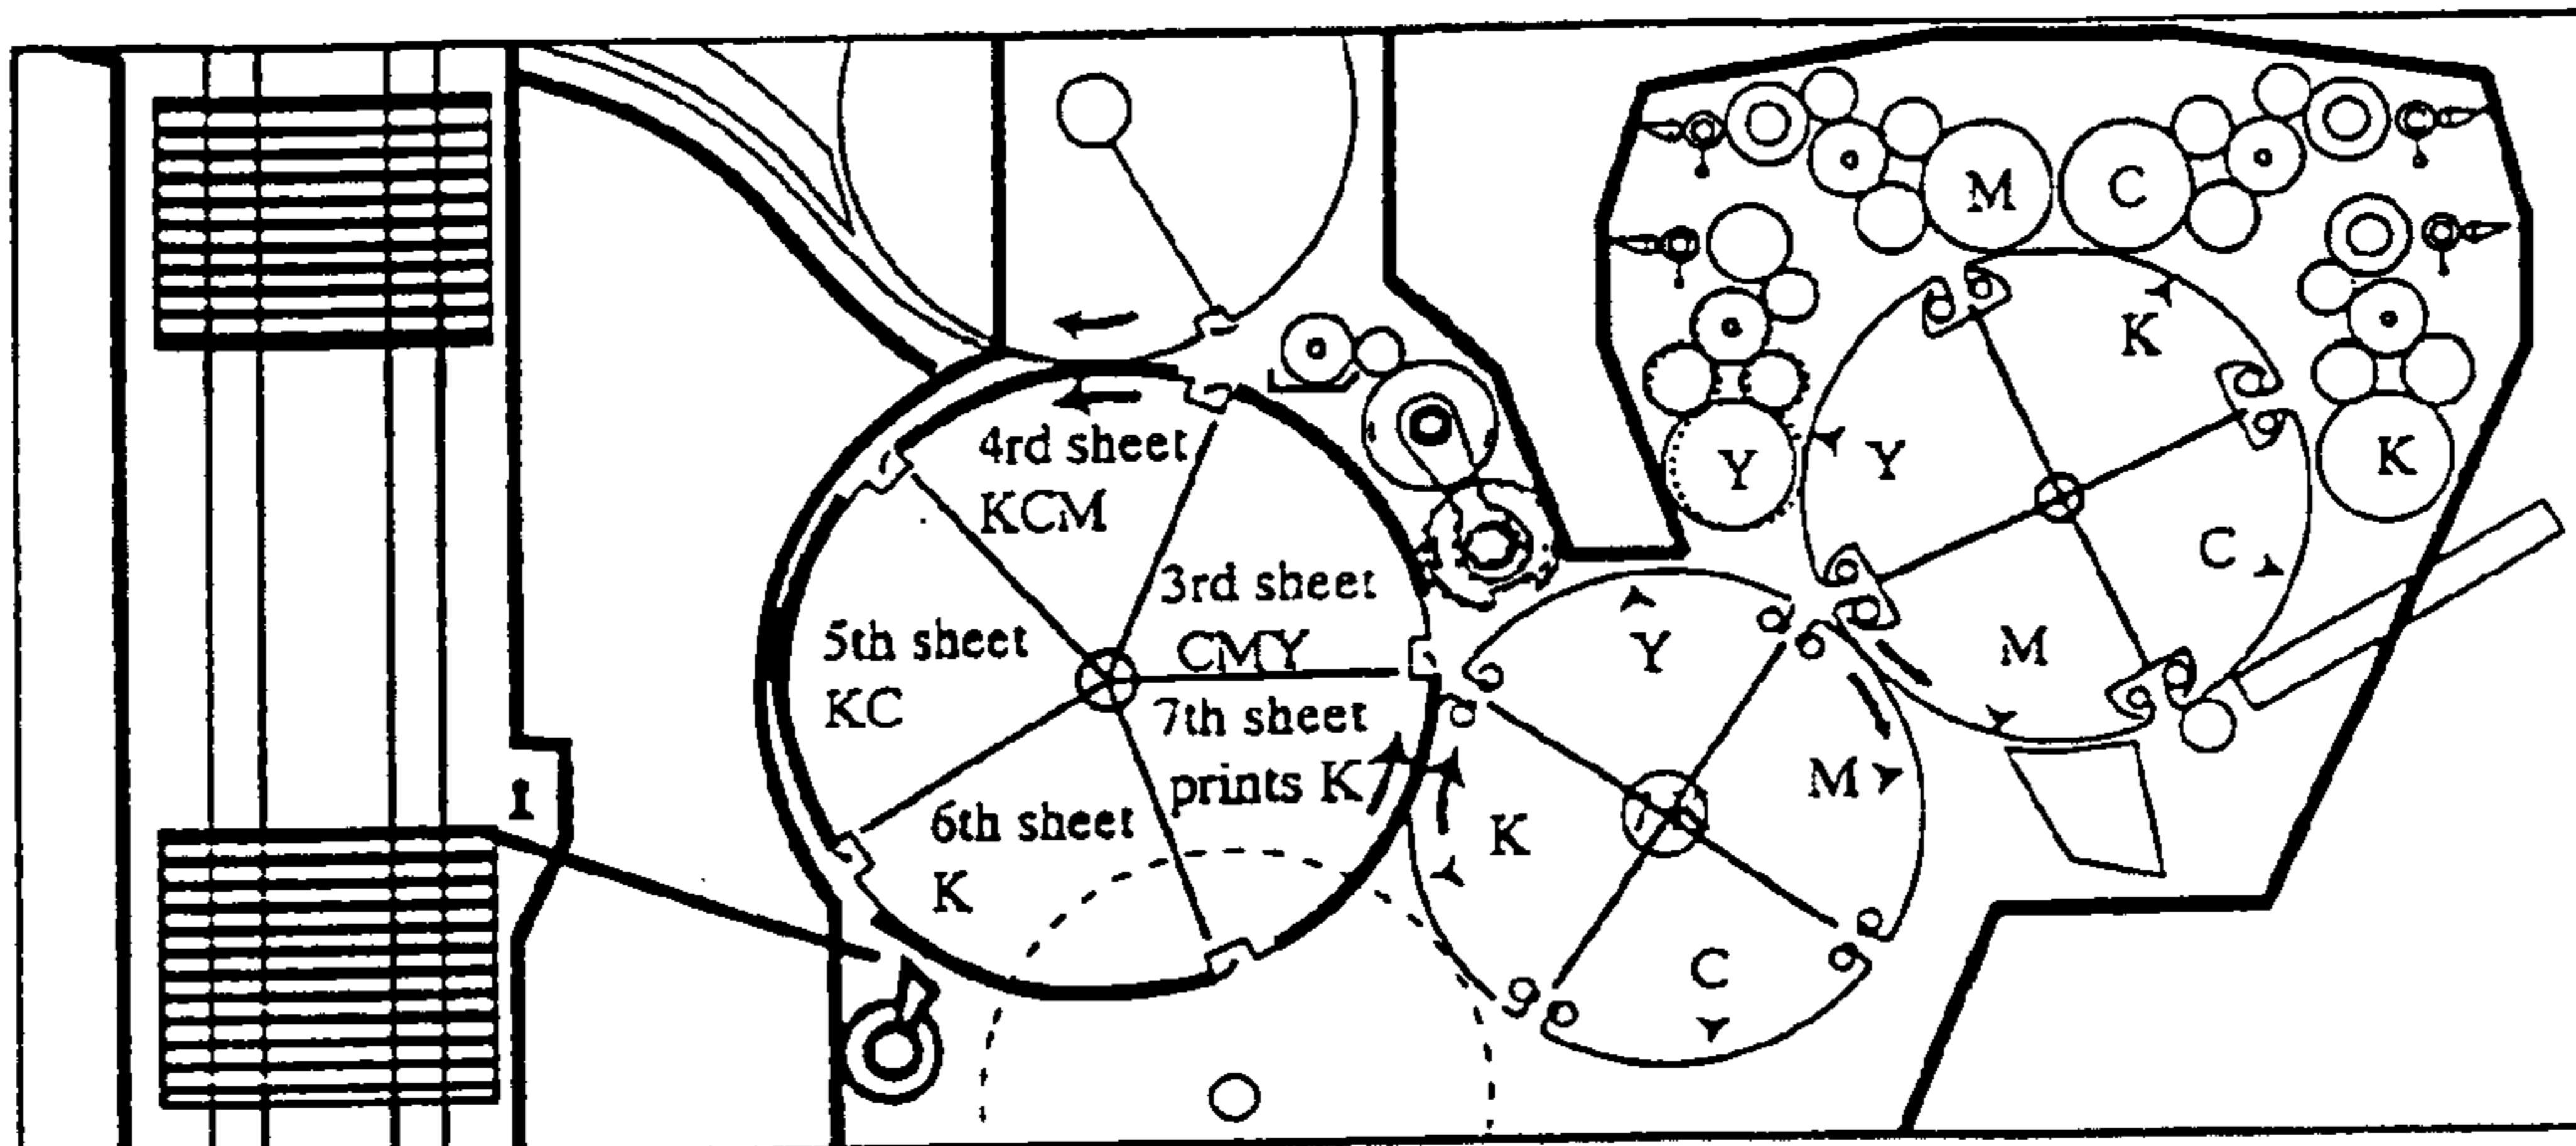 M
C
K
Y
Y
K
C
M
4rd sheet
KCM
3rd sheet
CMY
5th sheet
KC
7th sheet
prints K
6th sheet
K
Y
M
K
C